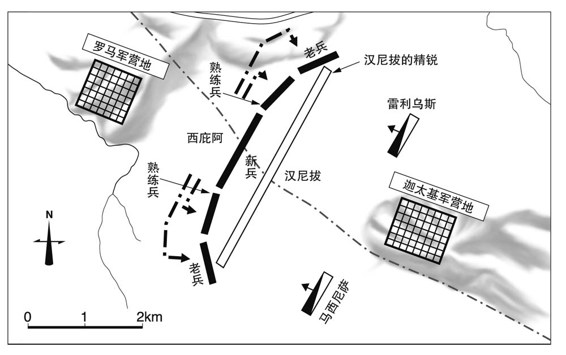 罗马军营地
老兵
熟练兵
汉尼拔的精锐
雷利乌斯
西庇阿
新兵
汉尼拔
熟练兵
迦太基军营地
老兵
马西尼萨
N
0 1 2km